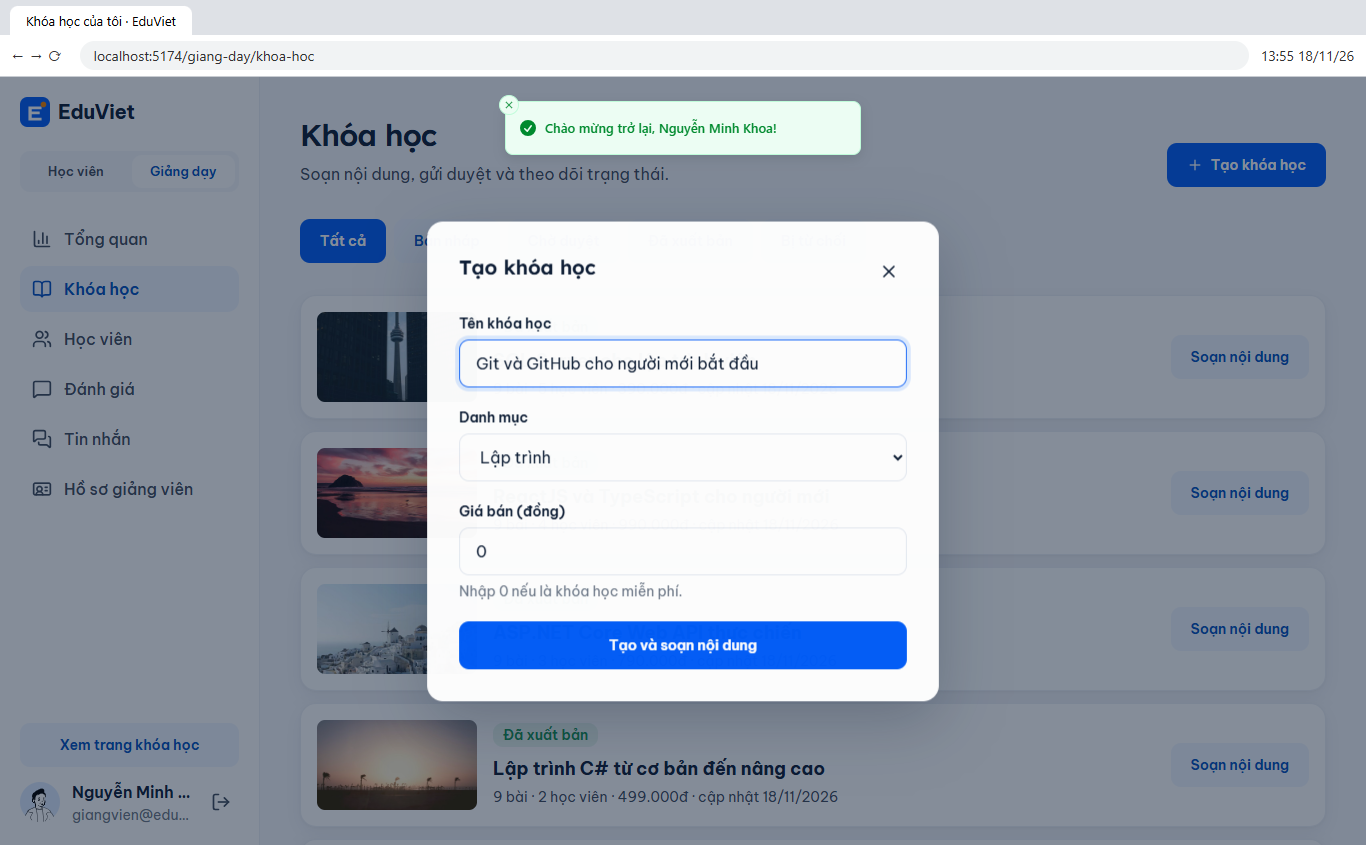 Khóa học của tôi · EduViet
localhost:5174/giang-day/khoa-hoc
13:55 18/11/26
EduViet
Học viên
Giảng dạy
Tổng quan
Khóa học
Học viên
Đánh giá
Tin nhắn
Hồ sơ giảng viên
Xem trang khóa học
Nguyễn Minh ...
giangvien@edu...
Chào mừng trở lại, Nguyễn Minh Khoa!
Khóa học
Soạn nội dung, gửi duyệt và theo dõi trạng thái.
+ Tạo khóa học
Tất cả
Tạo khóa học
Tên khóa học
Git và GitHub cho người mới bắt đầu
Danh mục
Lập trình
Giá bán (đồng)
0
Nhập 0 nếu là khóa học miễn phí.
Tạo và soạn nội dung
Soạn nội dung
Soạn nội dung
Soạn nội dung
Đã xuất bản
Lập trình C# từ cơ bản đến nâng cao
9 bài · 2 học viên · 499.000đ · cập nhật 18/11/2026
Soạn nội dung